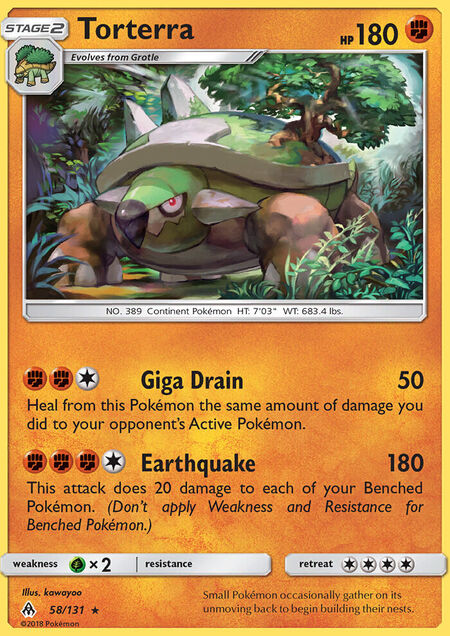 STAGE2 Torterra HP 180
Evolves from Grotle
NO. 389 Continent Pokémon HT: 7'03" WT: 683.4 lbs.
Giga Drain 50
Heal from this Pokémon the same amount of damage you
did to your opponent's Active Pokémon.
Earthquake 180
This attack does 20 damage to each of your Benched
Pokémon. (Don't apply Weakness and Resistance for
Benched Pokémon.)
weakness ×2 resistance retreat
Illus. kawayoo
58/131
©2018 Pokémon
Small Pokémon occasionally gather on its
unmoving back to begin building their nests.